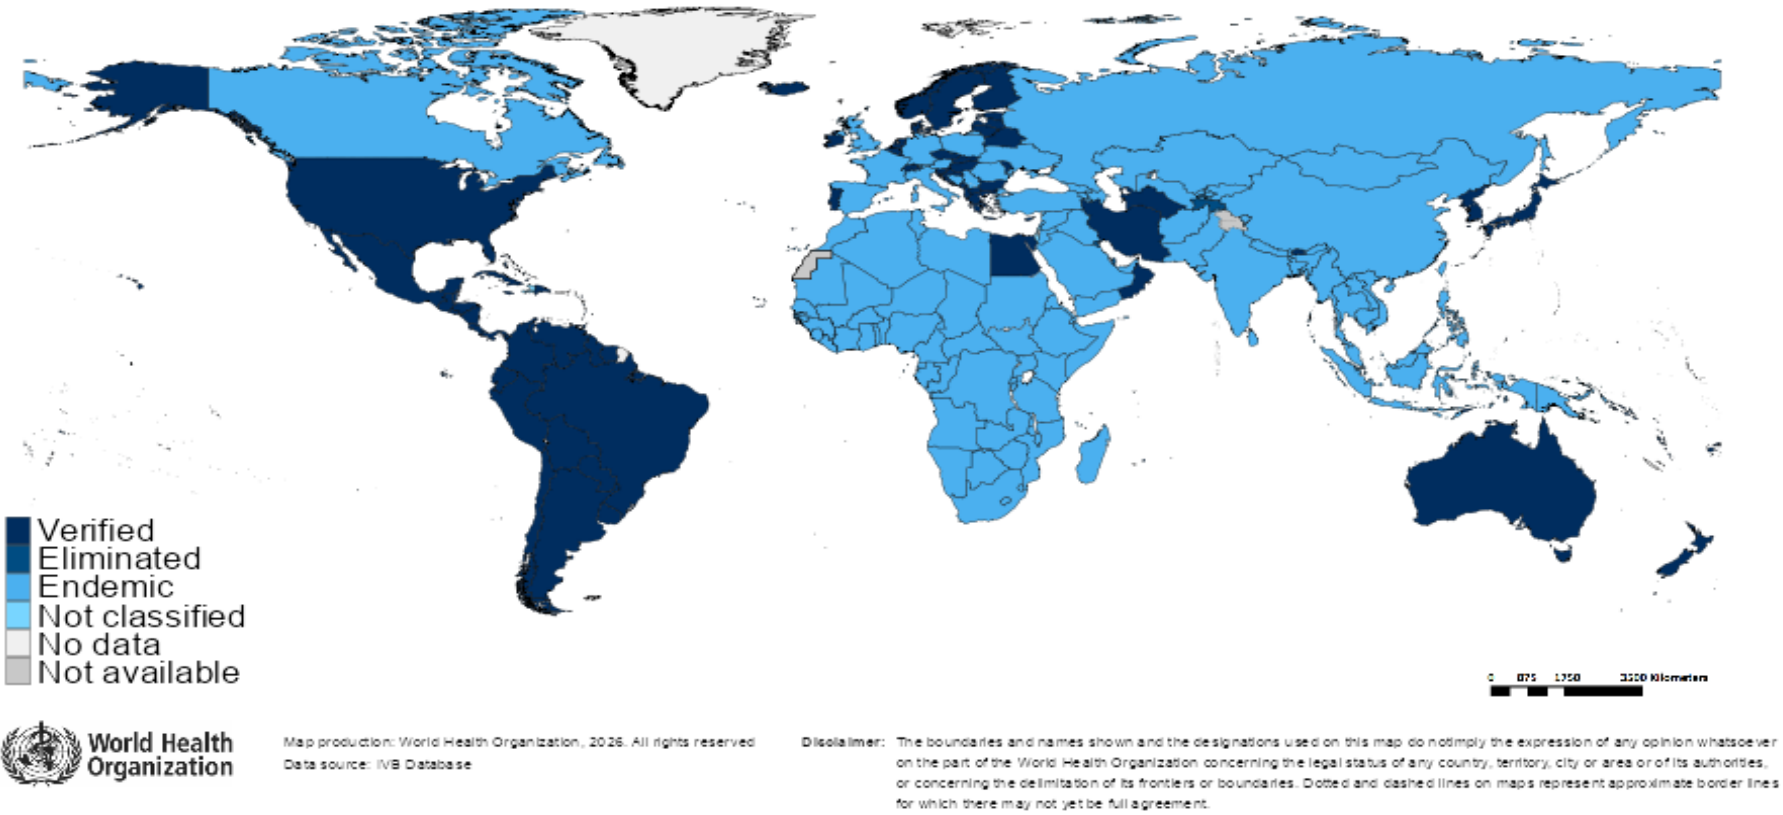 Verified
Eliminated
Endemic
Not classified
No data
Not available
0 875 1750 3500 Kilometers
World Health
Organization
Map production: World Health Organization, 2026. All rights reserved
Data source: IVB Database
Disclaimer: The boundaries and names shown and the designations used on this map do notimply the expression of any opinion whatsoever
on the part of the World Health Organization concerning the legal status of any country, territory, city or area or of its authorities,
or concerning the delimitation of its frontiers or boundaries. Dotted and dashed lines on maps represent approximate border lines
for which there may not yet be full agreement.